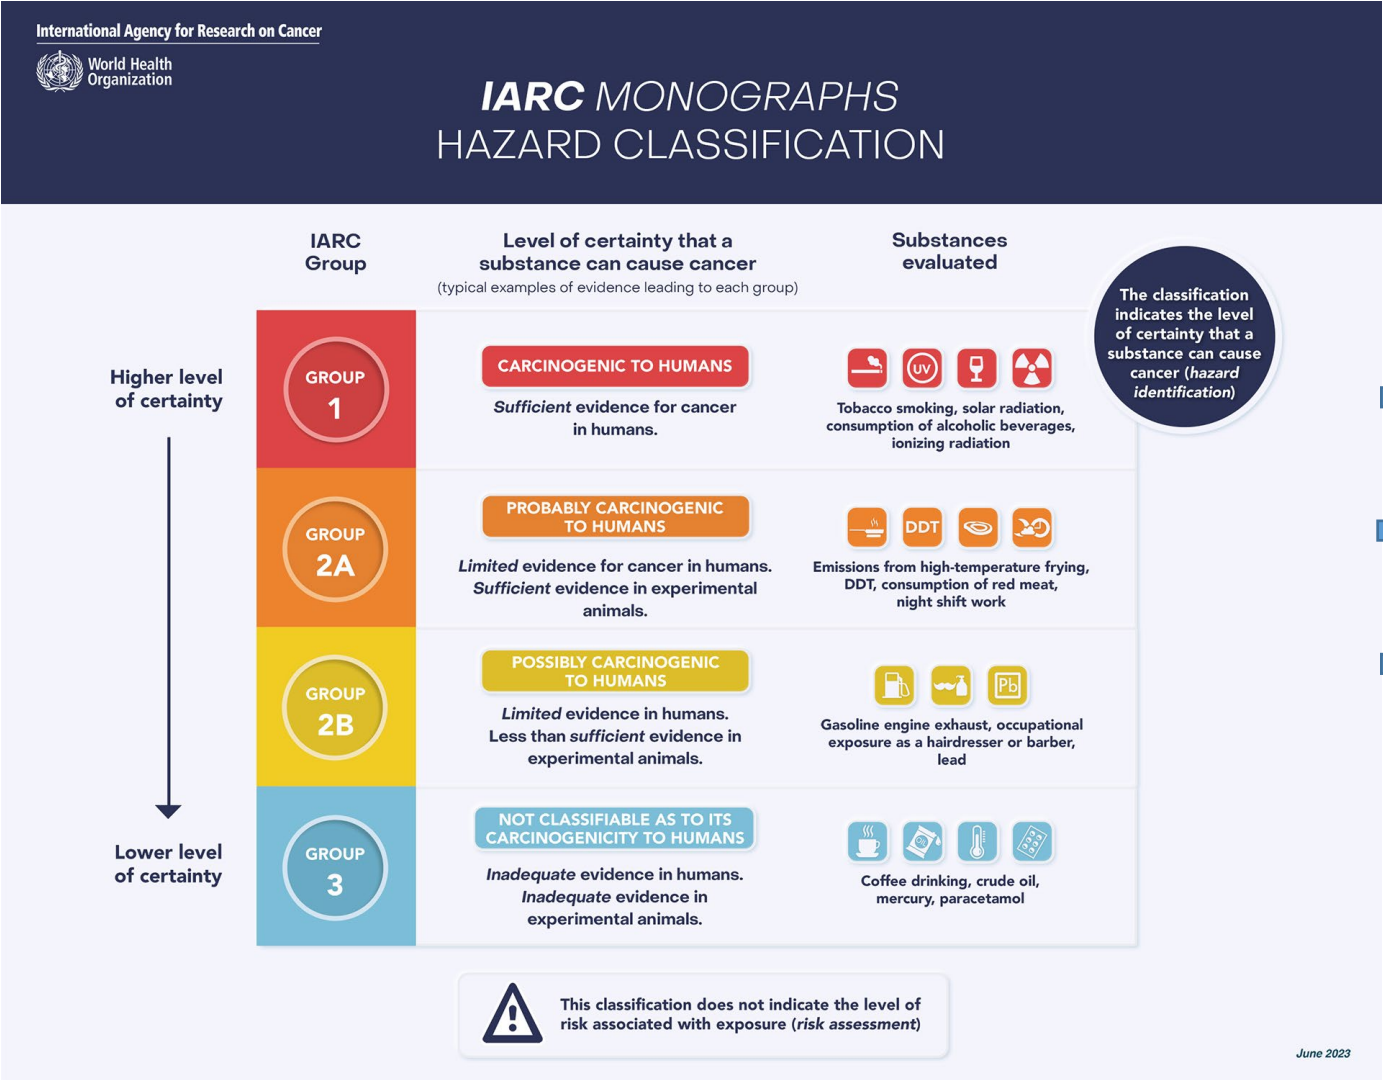 International Agency for Research on Cancer
World Health
Organization
IARC MONOGRAPHS
HAZARD CLASSIFICATION
IARC
Group
Level of certainty that a
substance can cause cancer
(typical examples of evidence leading to each group)
Substances
evaluated
The classification
indicates the level
of certainty that a
substance can cause
cancer (hazard
identification)
Higher level
of certainty
GROUP
1
CARCINOGENIC TO HUMANS
Sufficient evidence for cancer
in humans.
UV
Tobacco smoking, solar radiation,
consumption of alcoholic beverages,
ionizing radiation
GROUP
2A
PROBABLY CARCINOGENIC
TO HUMANS
Limited evidence for cancer in humans.
Sufficient evidence in experimental
animals.
DDT
Emissions from high-temperature frying,
DDT, consumption of red meat,
night shift work
GROUP
2B
POSSIBLY CARCINOGENIC
TO HUMANS
Limited evidence in humans.
Less than sufficient evidence in
experimental animals.
Pb
Gasoline engine exhaust, occupational
exposure as a hairdresser or barber,
lead
Lower level
of certainty
GROUP
3
NOT CLASSIFIABLE AS TO ITS
CARCINOGENICITY TO HUMANS
Inadequate evidence in humans.
Inadequate evidence in
experimental animals.
Coffee drinking, crude oil,
mercury, paracetamol
This classification does not indicate the level of
risk associated with exposure (risk assessment)
June 2023